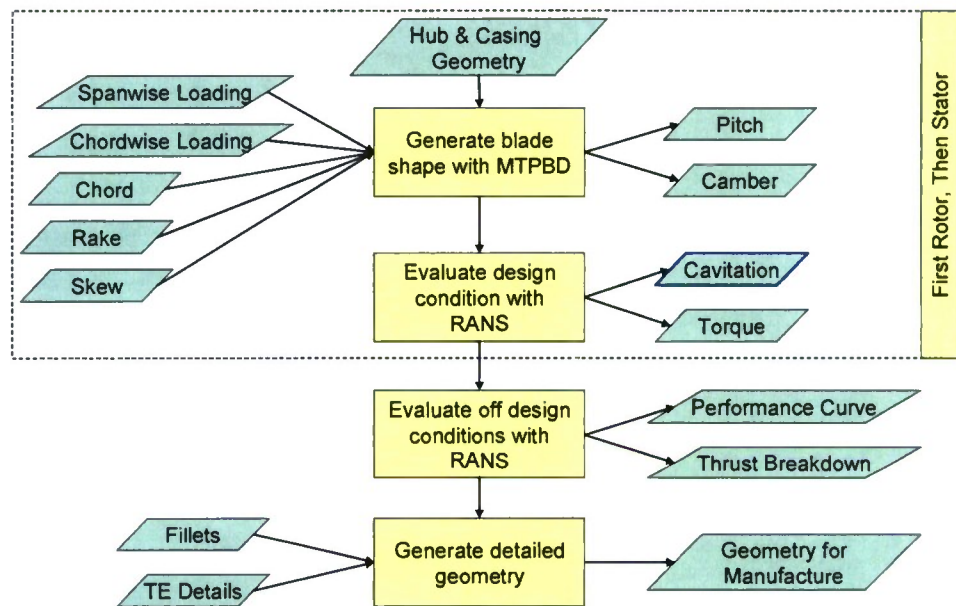 Hub & Casing
Geometry
Spanwise Loading
Chordwise Loading
Chord
Rake
Skew
Generate blade
shape with MTPBD
Pitch
Camber
Evaluate design
condition with
RANS
Cavitation
Torque
First Rotor, Then Stator
Evaluate off design
conditions with
RANS
Performance Curve
Thrust Breakdown
Fillets
TE Details
Generate detailed
geometry
Geometry for
Manufacture